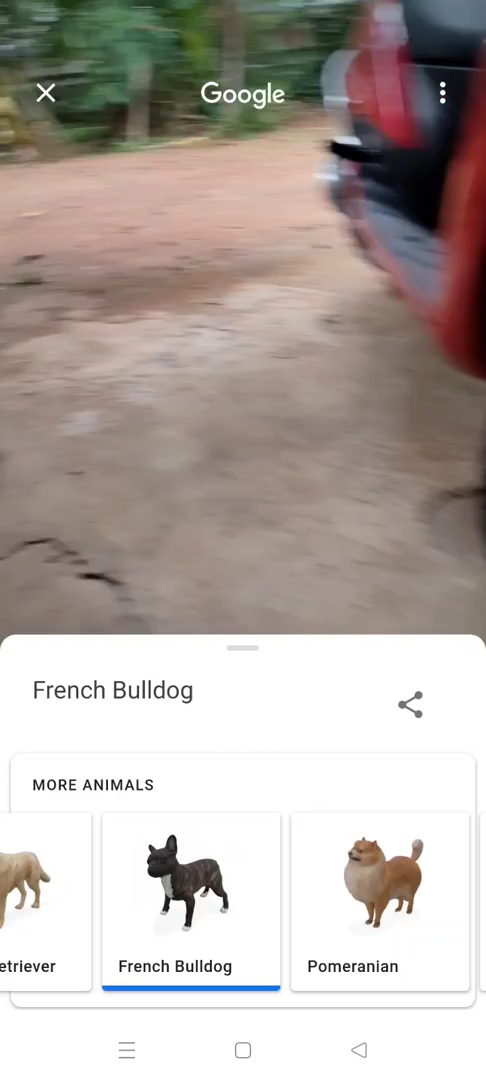 Google
French Bulldog
MORE ANIMALS
etriever
French Bulldog
Pomeranian